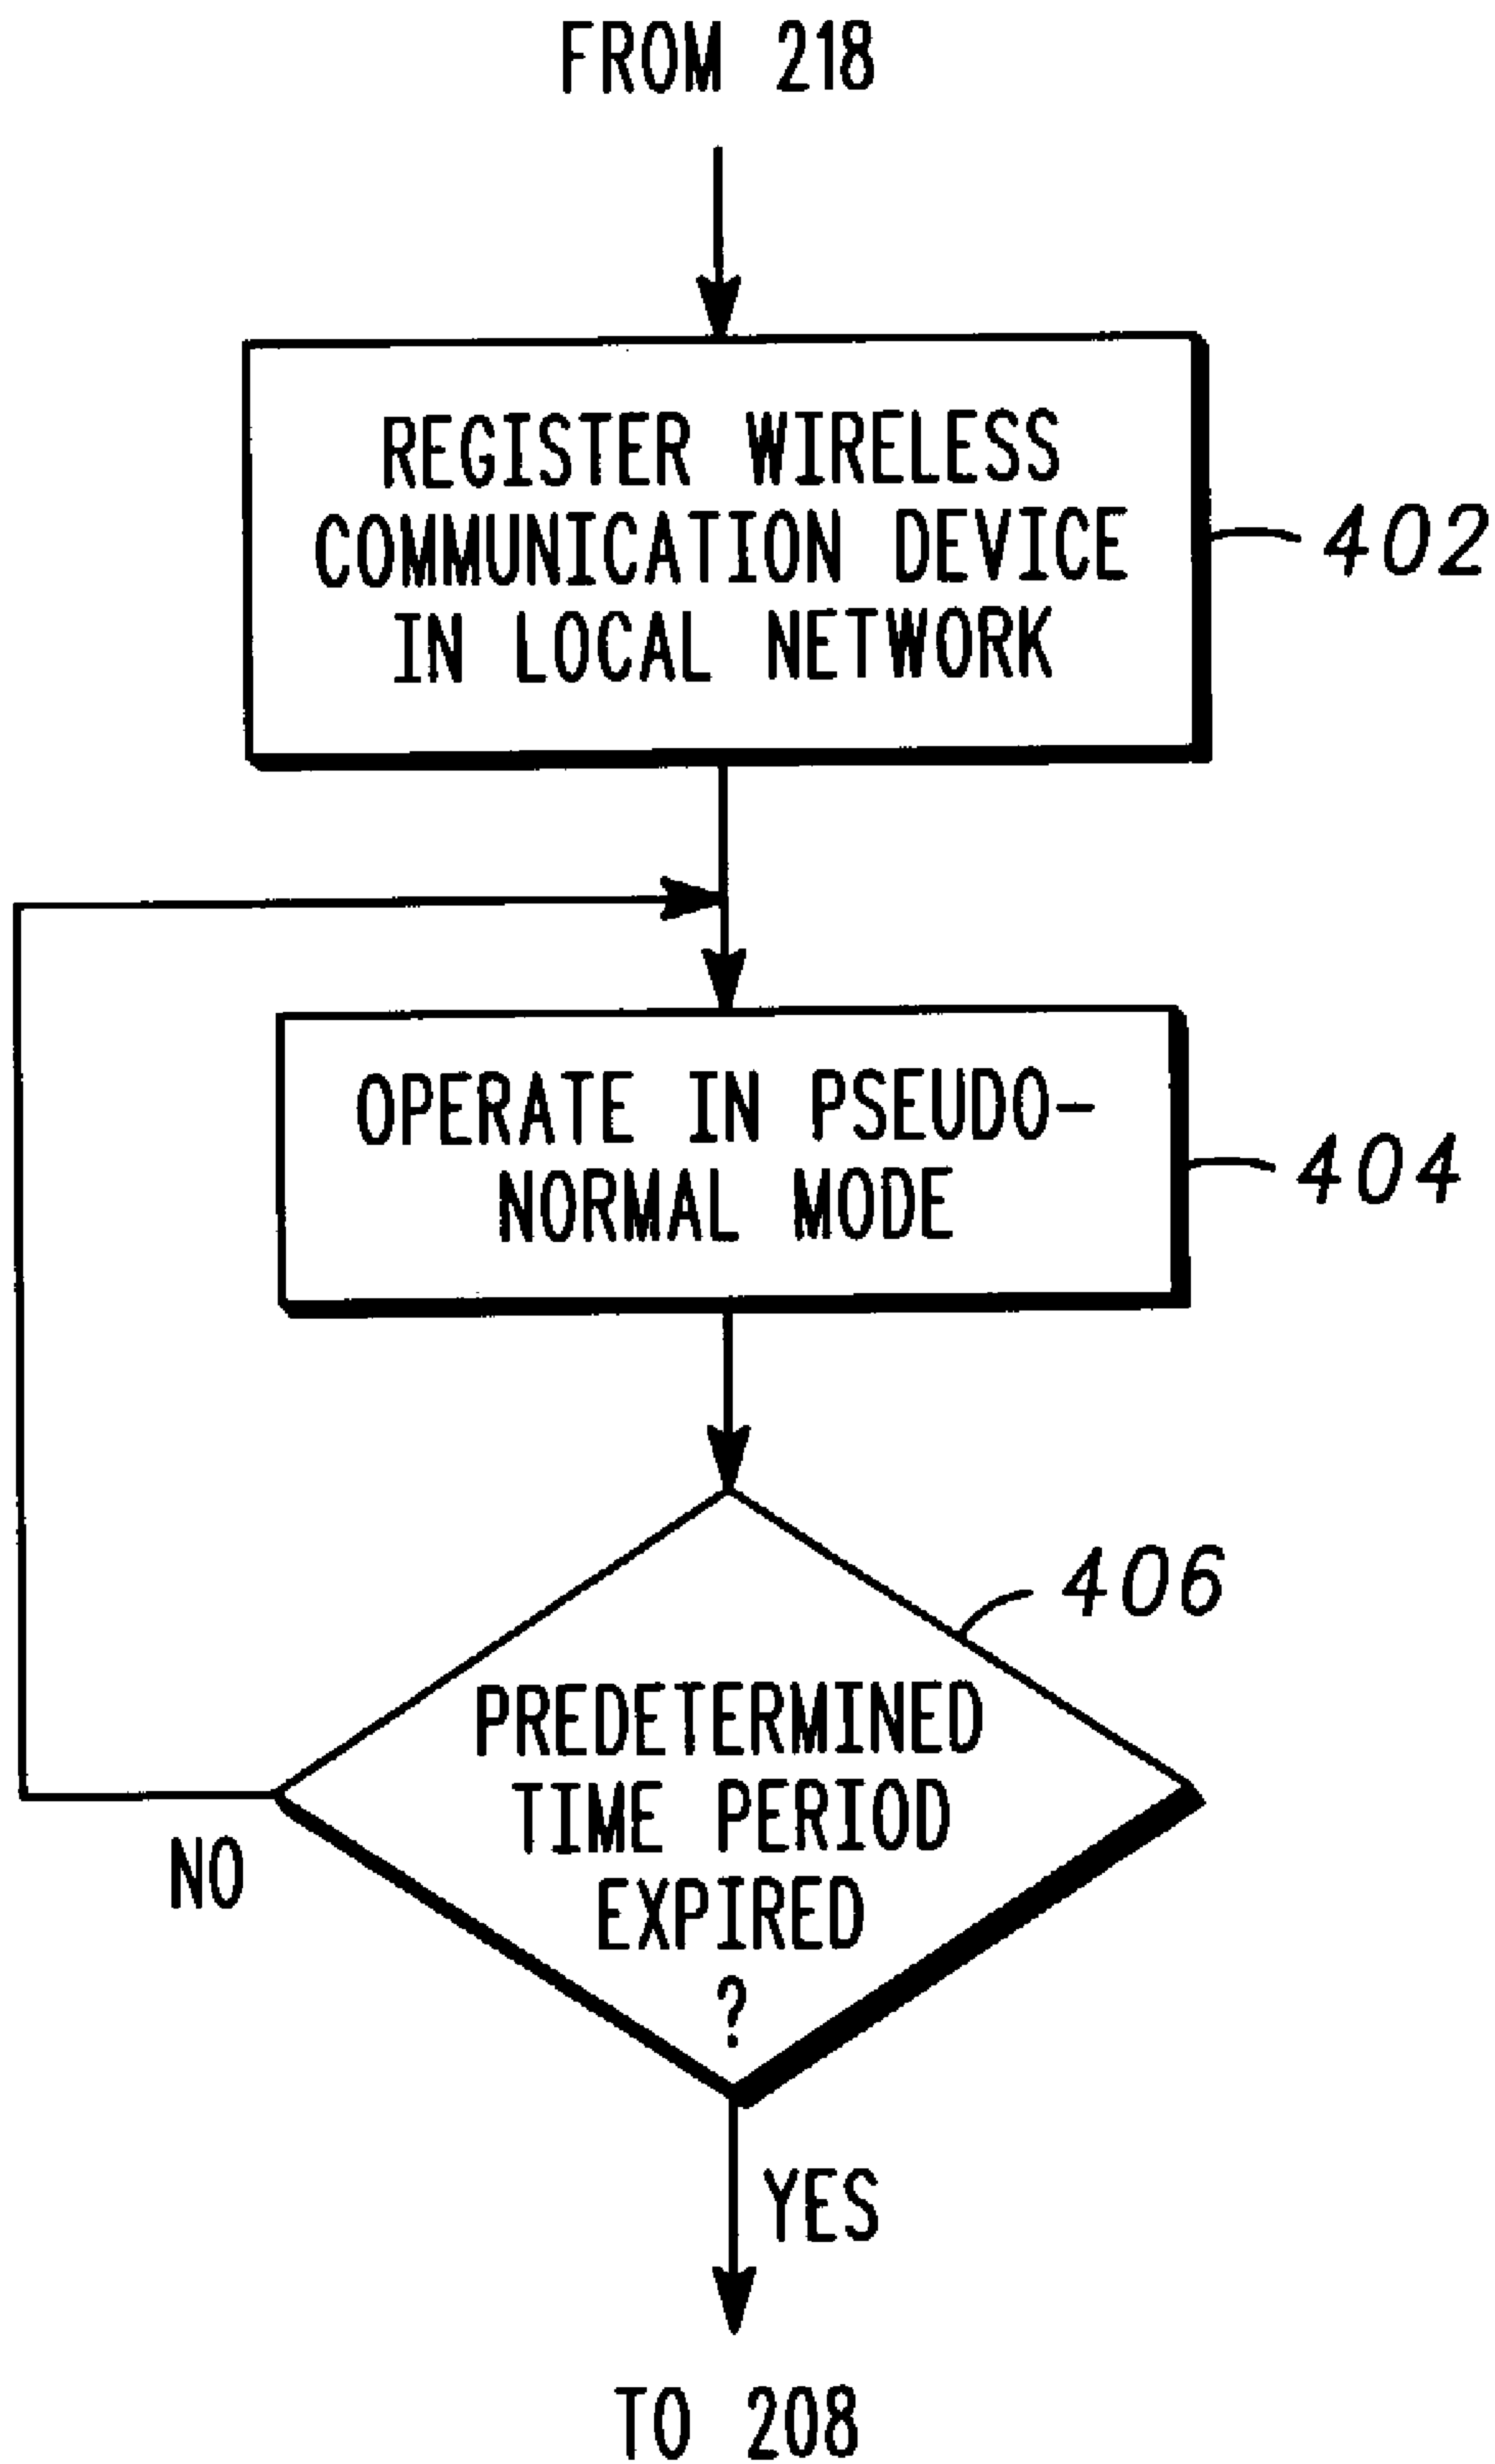 FROM 218
REGISTER WIRELESS
COMMUNICATION DEVICE
IN LOCAL NETWORK
402
OPERATE IN PSEUDO-
NORMAL MODE
404
406
PREDETERMINED
TIME PERIOD
EXPIRED
?
NO
YES
TO 208